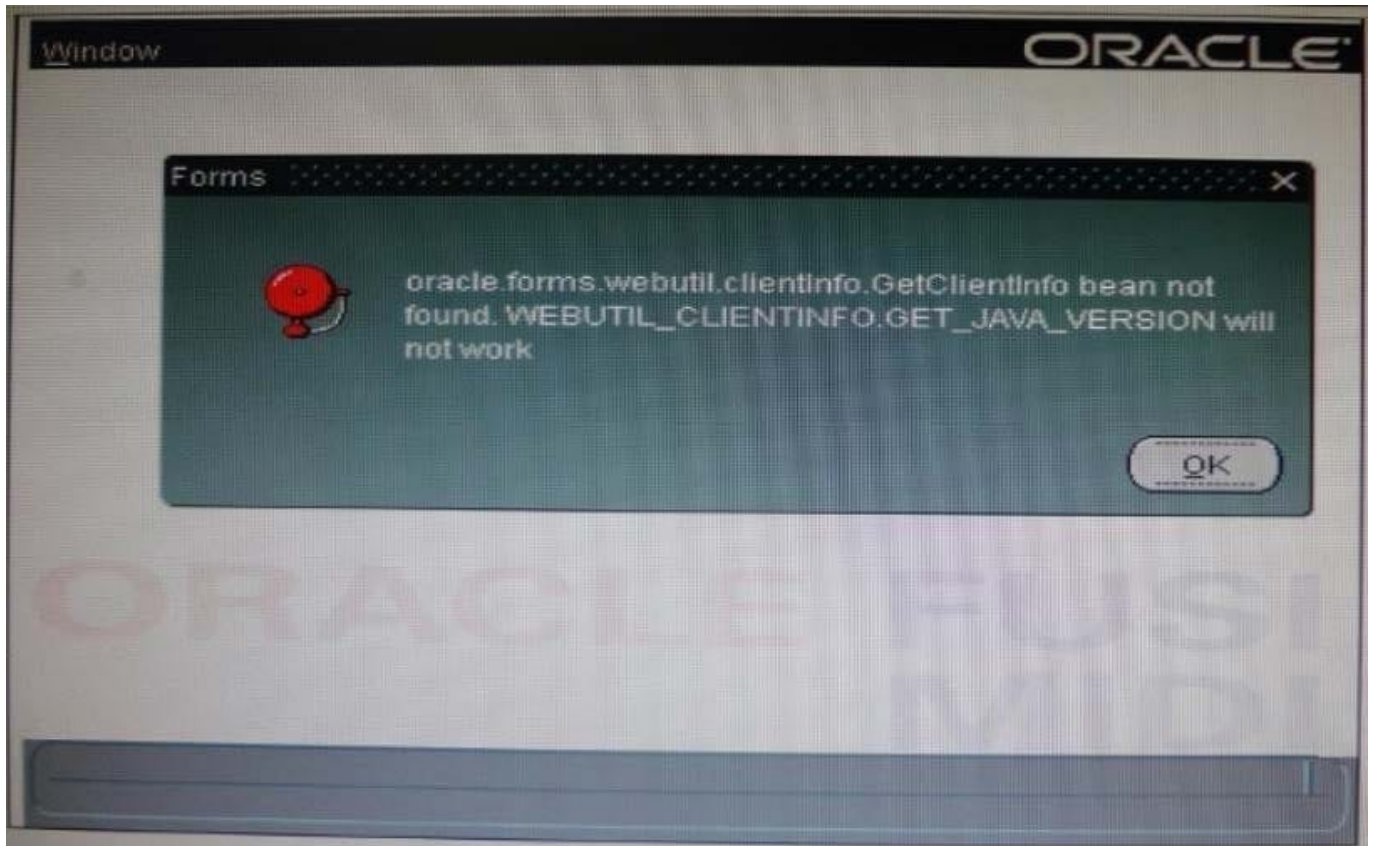 Window
ORACLE
Forms
oracle.forms.webutil.clientInfo.GetClientInfo bean not
found. WEBUTIL_CLIENTINFO.GET_JAVA_VERSION will
not work
OK
ORACLE FUSI
MIDI